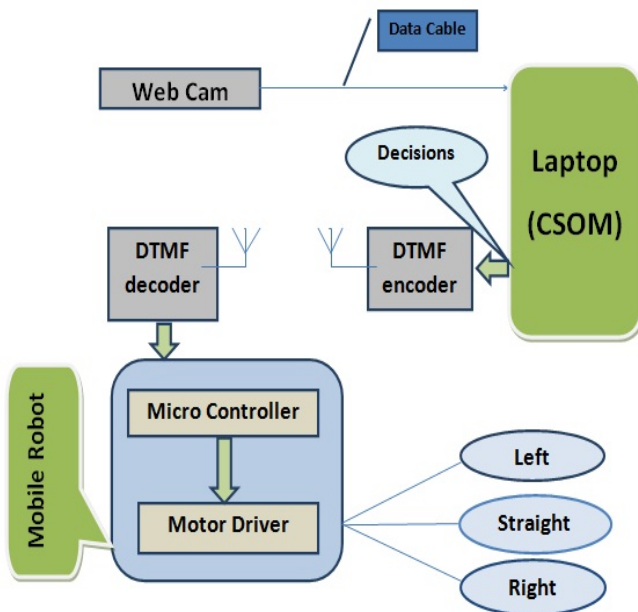 Data Cable
Web Cam
Decisions
Laptop
(CSOM)
DTMF
decoder
DTMF
encoder
Mobile Robot
Micro Controller
Motor Driver
Left
Straight
Right